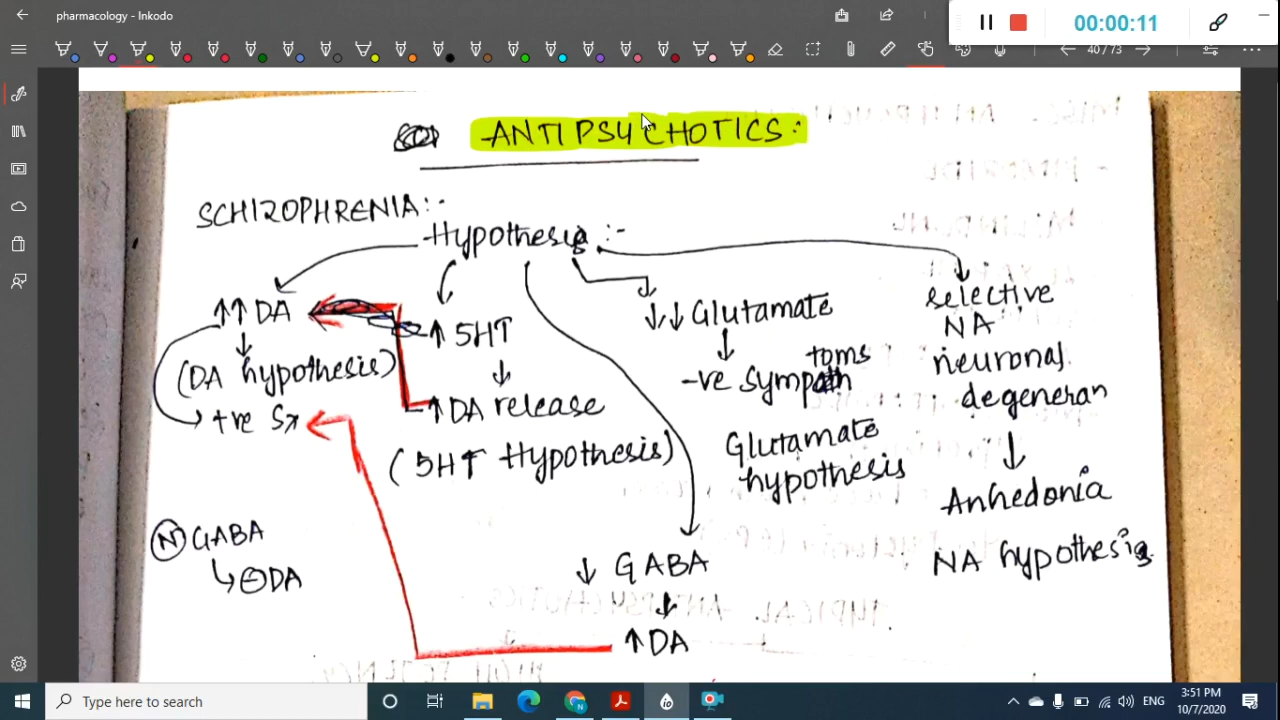 pharmacology - Inkodo
00:00:11
40 / 73
ANTIPSYCHOTICS:
SCHIZOPHRENIA:-
Hypothesis :-
↑↑ DA
↓
(DA hypothesis)
→ +ve Sx
↑ 5HT
↓
↑ DA release
(5HT Hypothesis)
↓↓ Glutamate
↓
-ve Symptoms
Glutamate
hypothesis
selective
NA
neuronal
degeneran
↓
Anhedonia
NA hypothesis
(N) GABA
↳ ⊖ DA
↓ GABA
↓
↑ DA
Type here to search
ENG
3:51 PM
10/7/2020